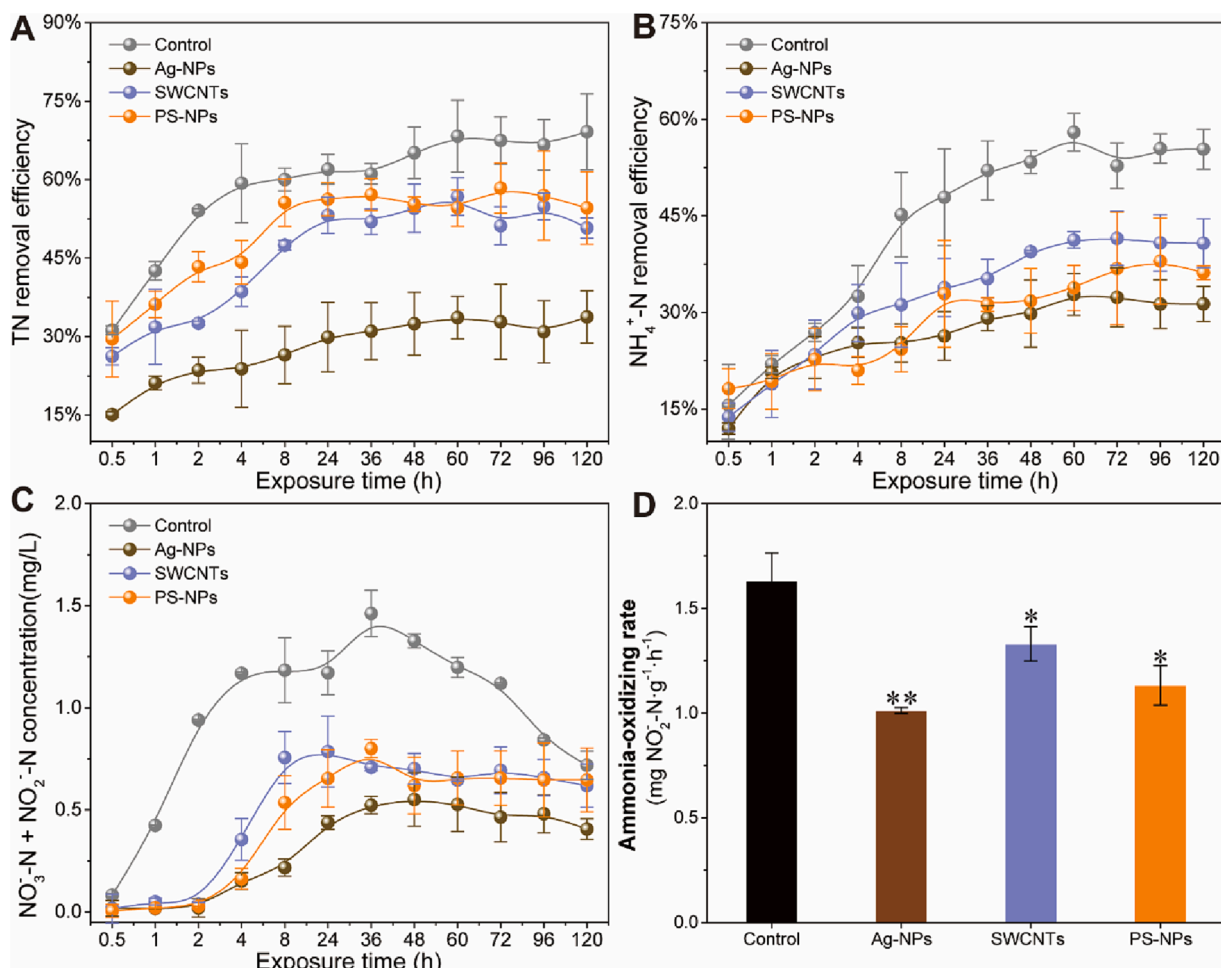 A
90%
75%
60%
45%
30%
15%
TN removal efficiency
Control
Ag-NPs
SWCNTs
PS-NPs
0.5 1 2 4 8 24 36 48 60 72 96 120
Exposure time (h)
B
75%
60%
45%
30%
15%
NH₄⁺-N removal efficiency
Control
Ag-NPs
SWCNTs
PS-NPs
0.5 1 2 4 8 24 36 48 60 72 96 120
Exposure time (h)
C
2.0
1.5
1.0
0.5
0.0
NO₃⁻-N + NO₂⁻-N concentration(mg/L)
Control
Ag-NPs
SWCNTs
PS-NPs
0.5 1 2 4 8 24 36 48 60 72 96 120
Exposure time (h)
D
2.0
1.5
1.0
0.5
0.0
Ammonia-oxidizing rate
(mg NO₂⁻-N·g⁻¹·h⁻¹)
**
*
*
Control Ag-NPs SWCNTs PS-NPs